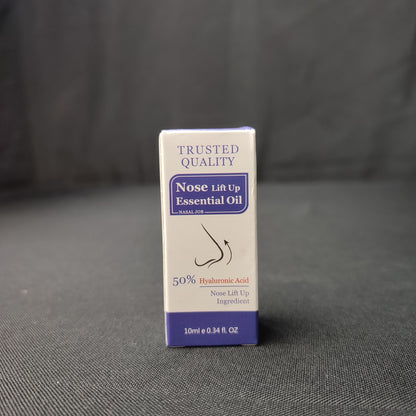 TRUSTED
QUALITY
Nose Lift Up
Essential Oil
NASAL JOB
50% Hyaluronic Acid
Nose Lift Up
Ingredient
10ml e 0.34 fl. OZ